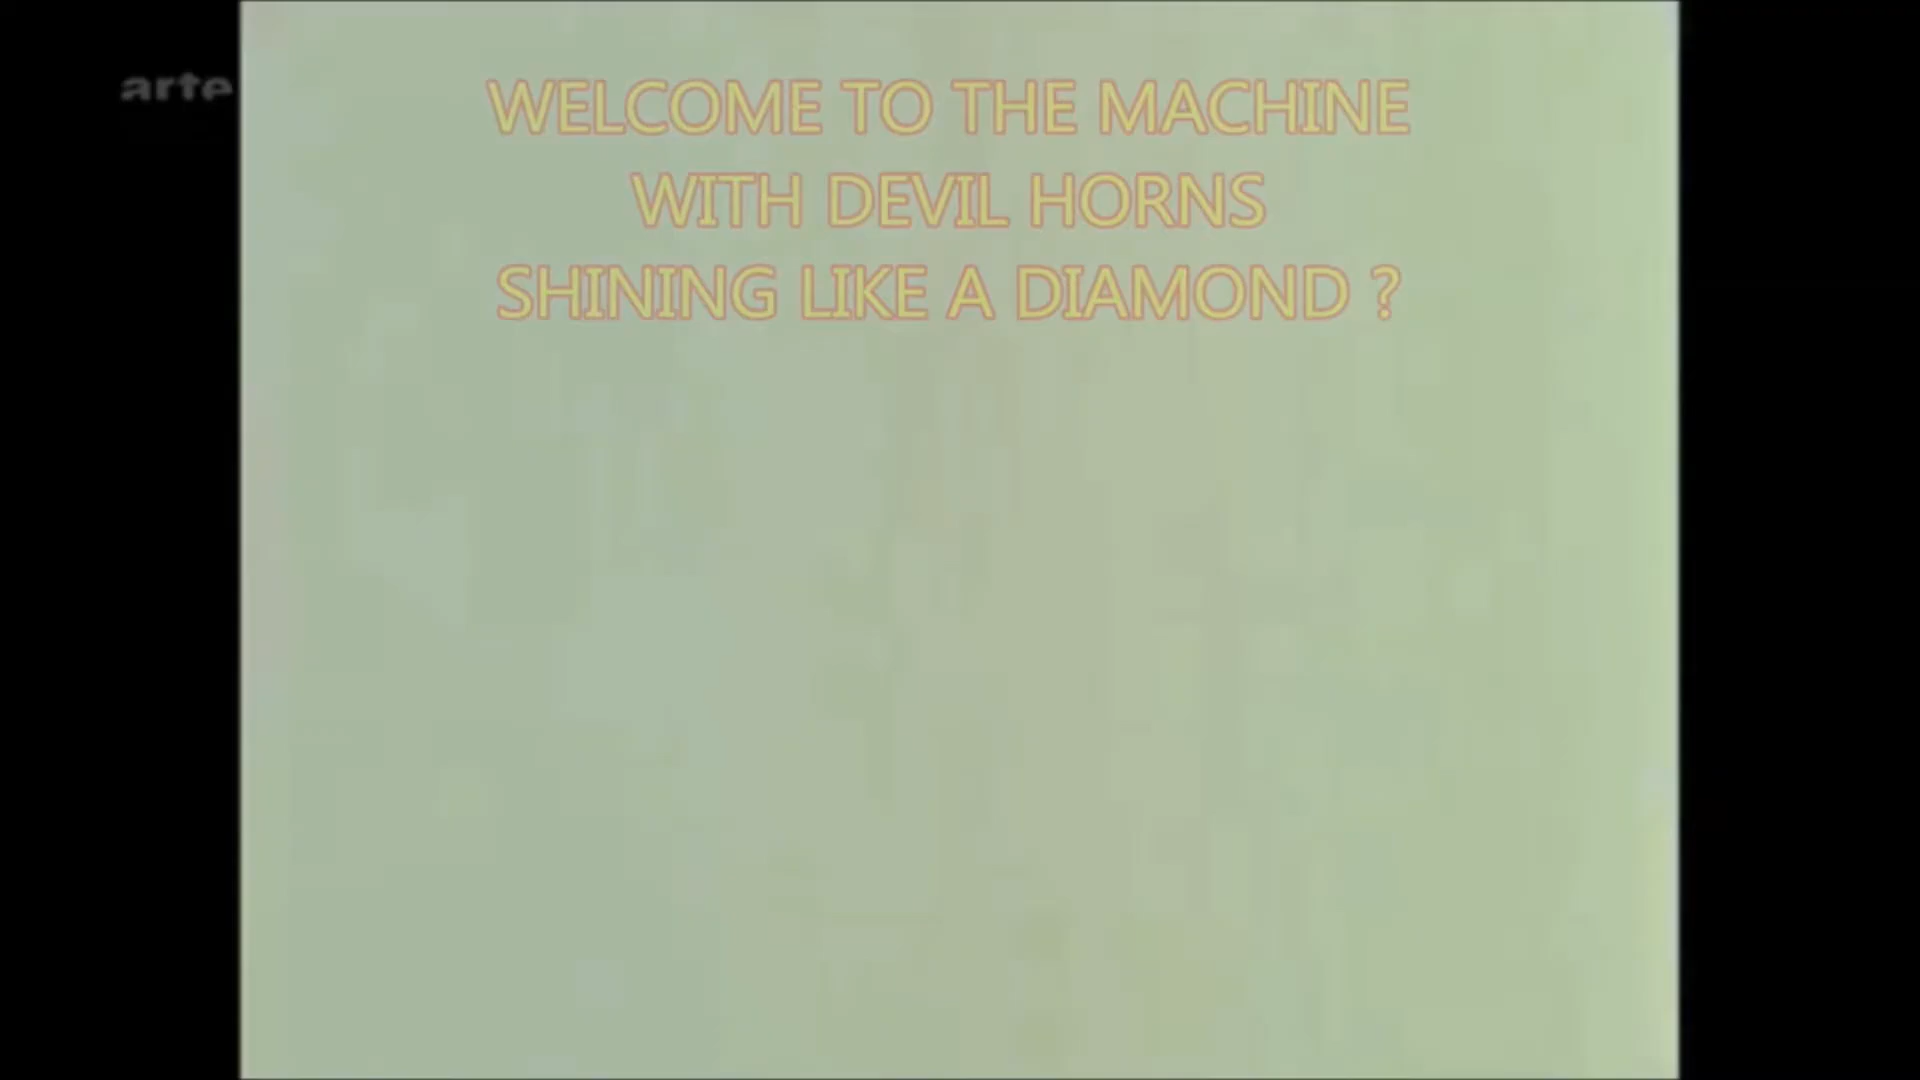 arte
WELCOME TO THE MACHINE
WITH DEVIL HORNS
SHINING LIKE A DIAMOND ?